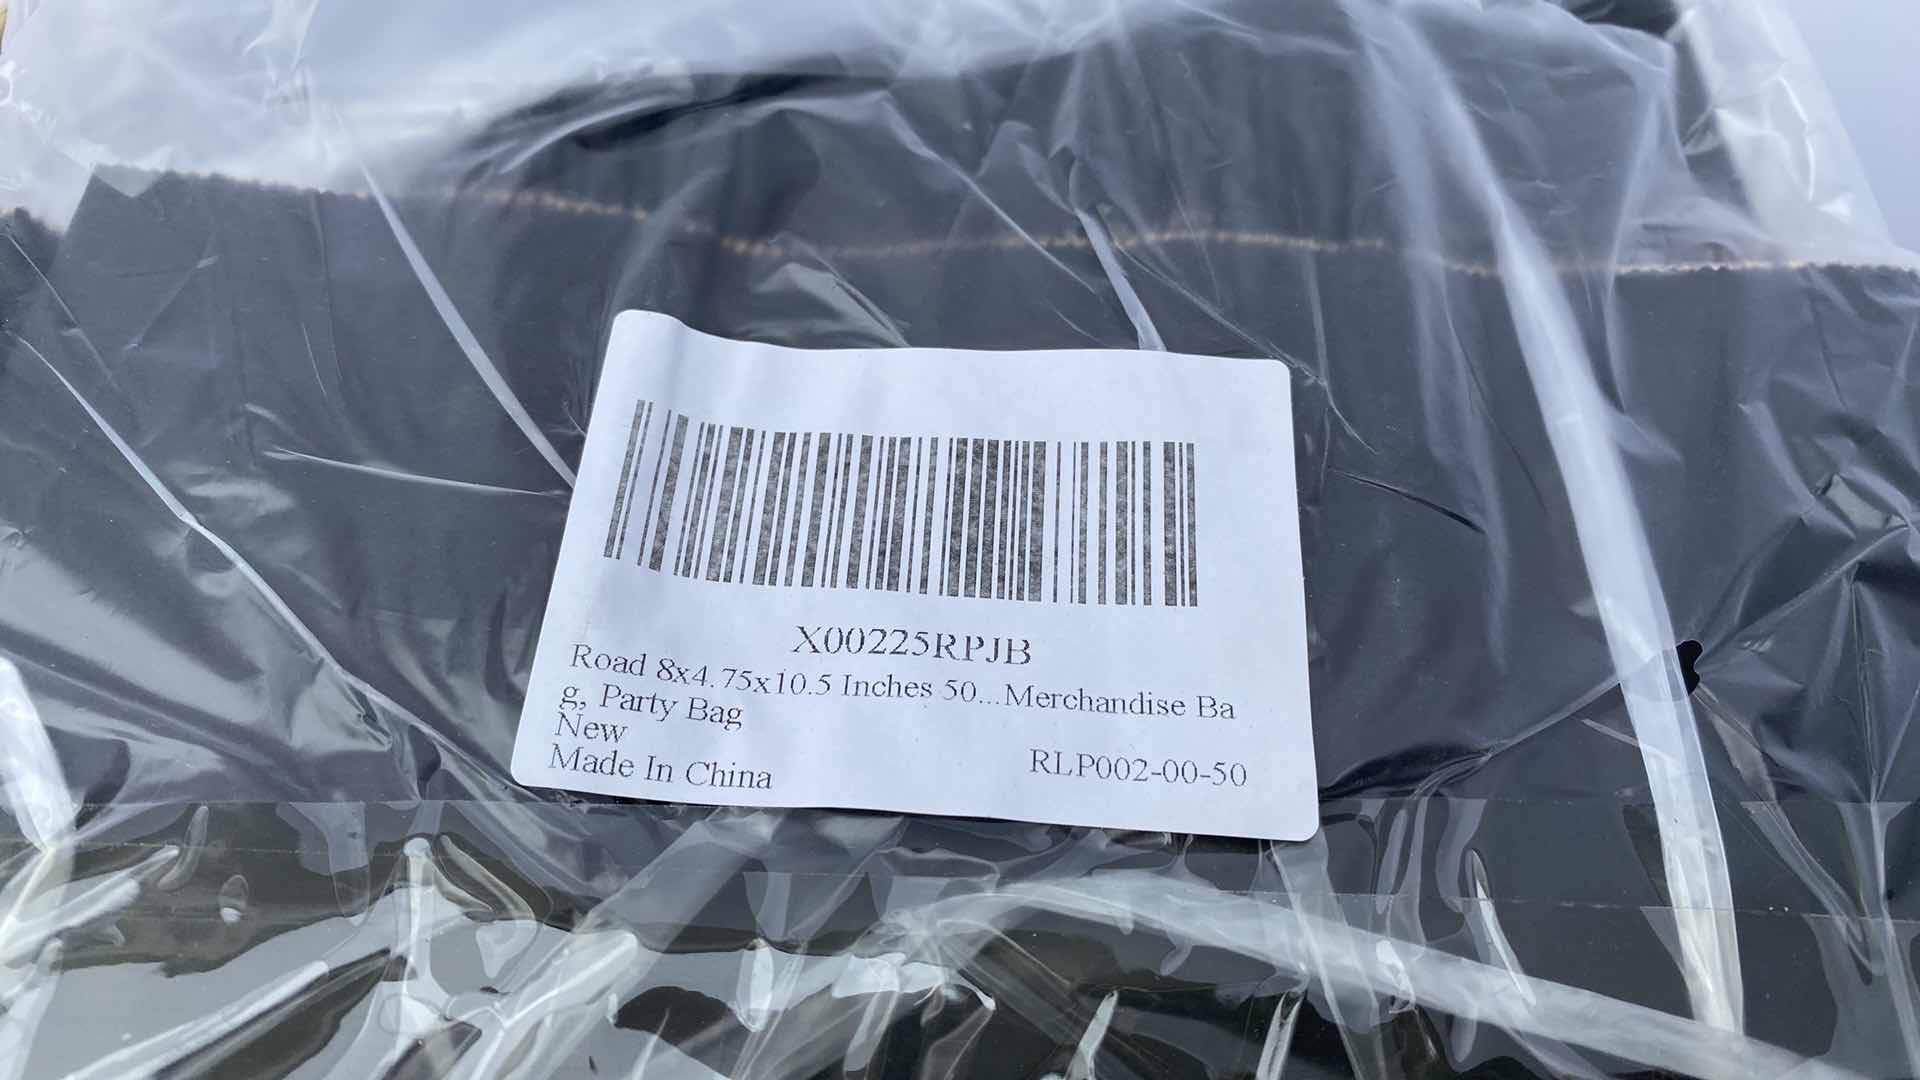 X00225RPJB
Road 8x4.75x10.5 Inches 50...Merchandise Ba
g, Party Bag
New
Made In China
RLP002-00-50